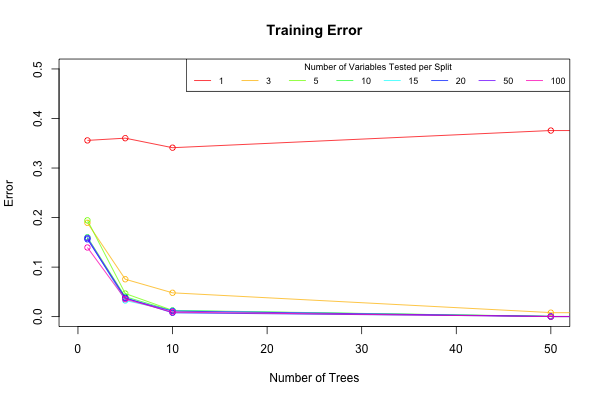 Training Error
Number of Variables Tested per Split
1 3 5 10 15 20 50 100
Error
0.5
0.4
0.3
0.2
0.1
0.0
0 10 20 30 40 50
Number of Trees